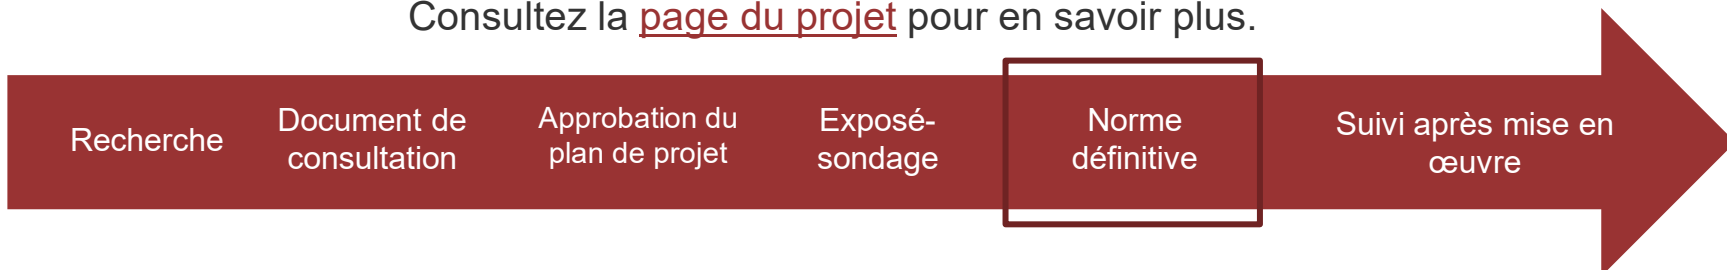 Consultez la page du projet pour en savoir plus.
Recherche
Document de
consultation
Approbation du
plan de projet
Exposé-
sondage
Norme
définitive
Suivi après mise en
œuvre